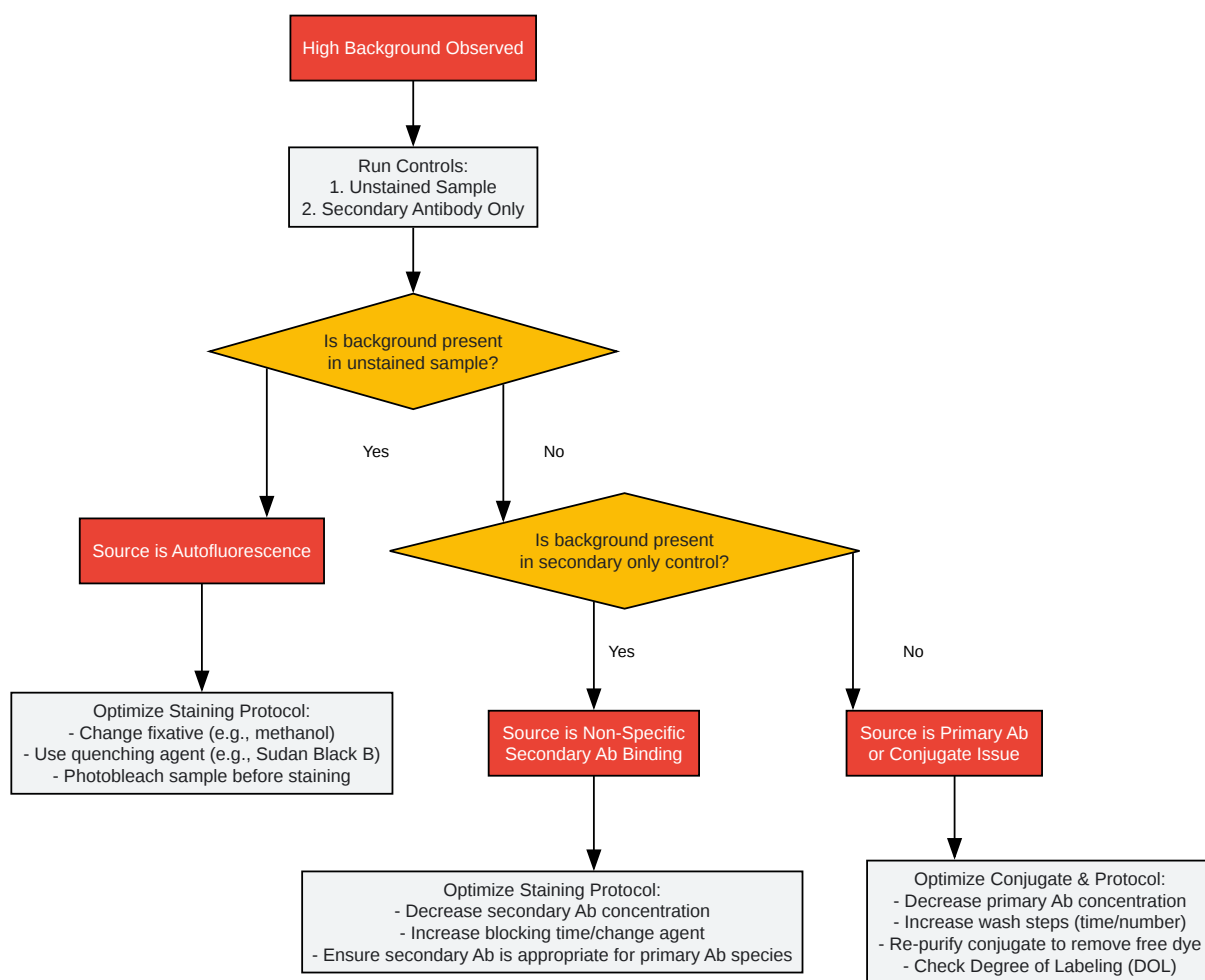 High Background Observed
Run Controls:
1. Unstained Sample
2. Secondary Antibody Only
Is background present
in unstained sample?
Yes
No
Source is Autofluorescence
Is background present
in secondary only control?
Yes
No
Optimize Staining Protocol:
- Change fixative (e.g., methanol)
- Use quenching agent (e.g., Sudan Black B)
- Photobleach sample before staining
Source is Non-Specific
Secondary Ab Binding
Source is Primary Ab
or Conjugate Issue
Optimize Staining Protocol:
- Decrease secondary Ab concentration
- Increase blocking time/change agent
- Ensure secondary Ab is appropriate for primary Ab species
Optimize Conjugate & Protocol:
- Decrease primary Ab concentration
- Increase wash steps (time/number)
- Re-purify conjugate to remove free dye
- Check Degree of Labeling (DOL)